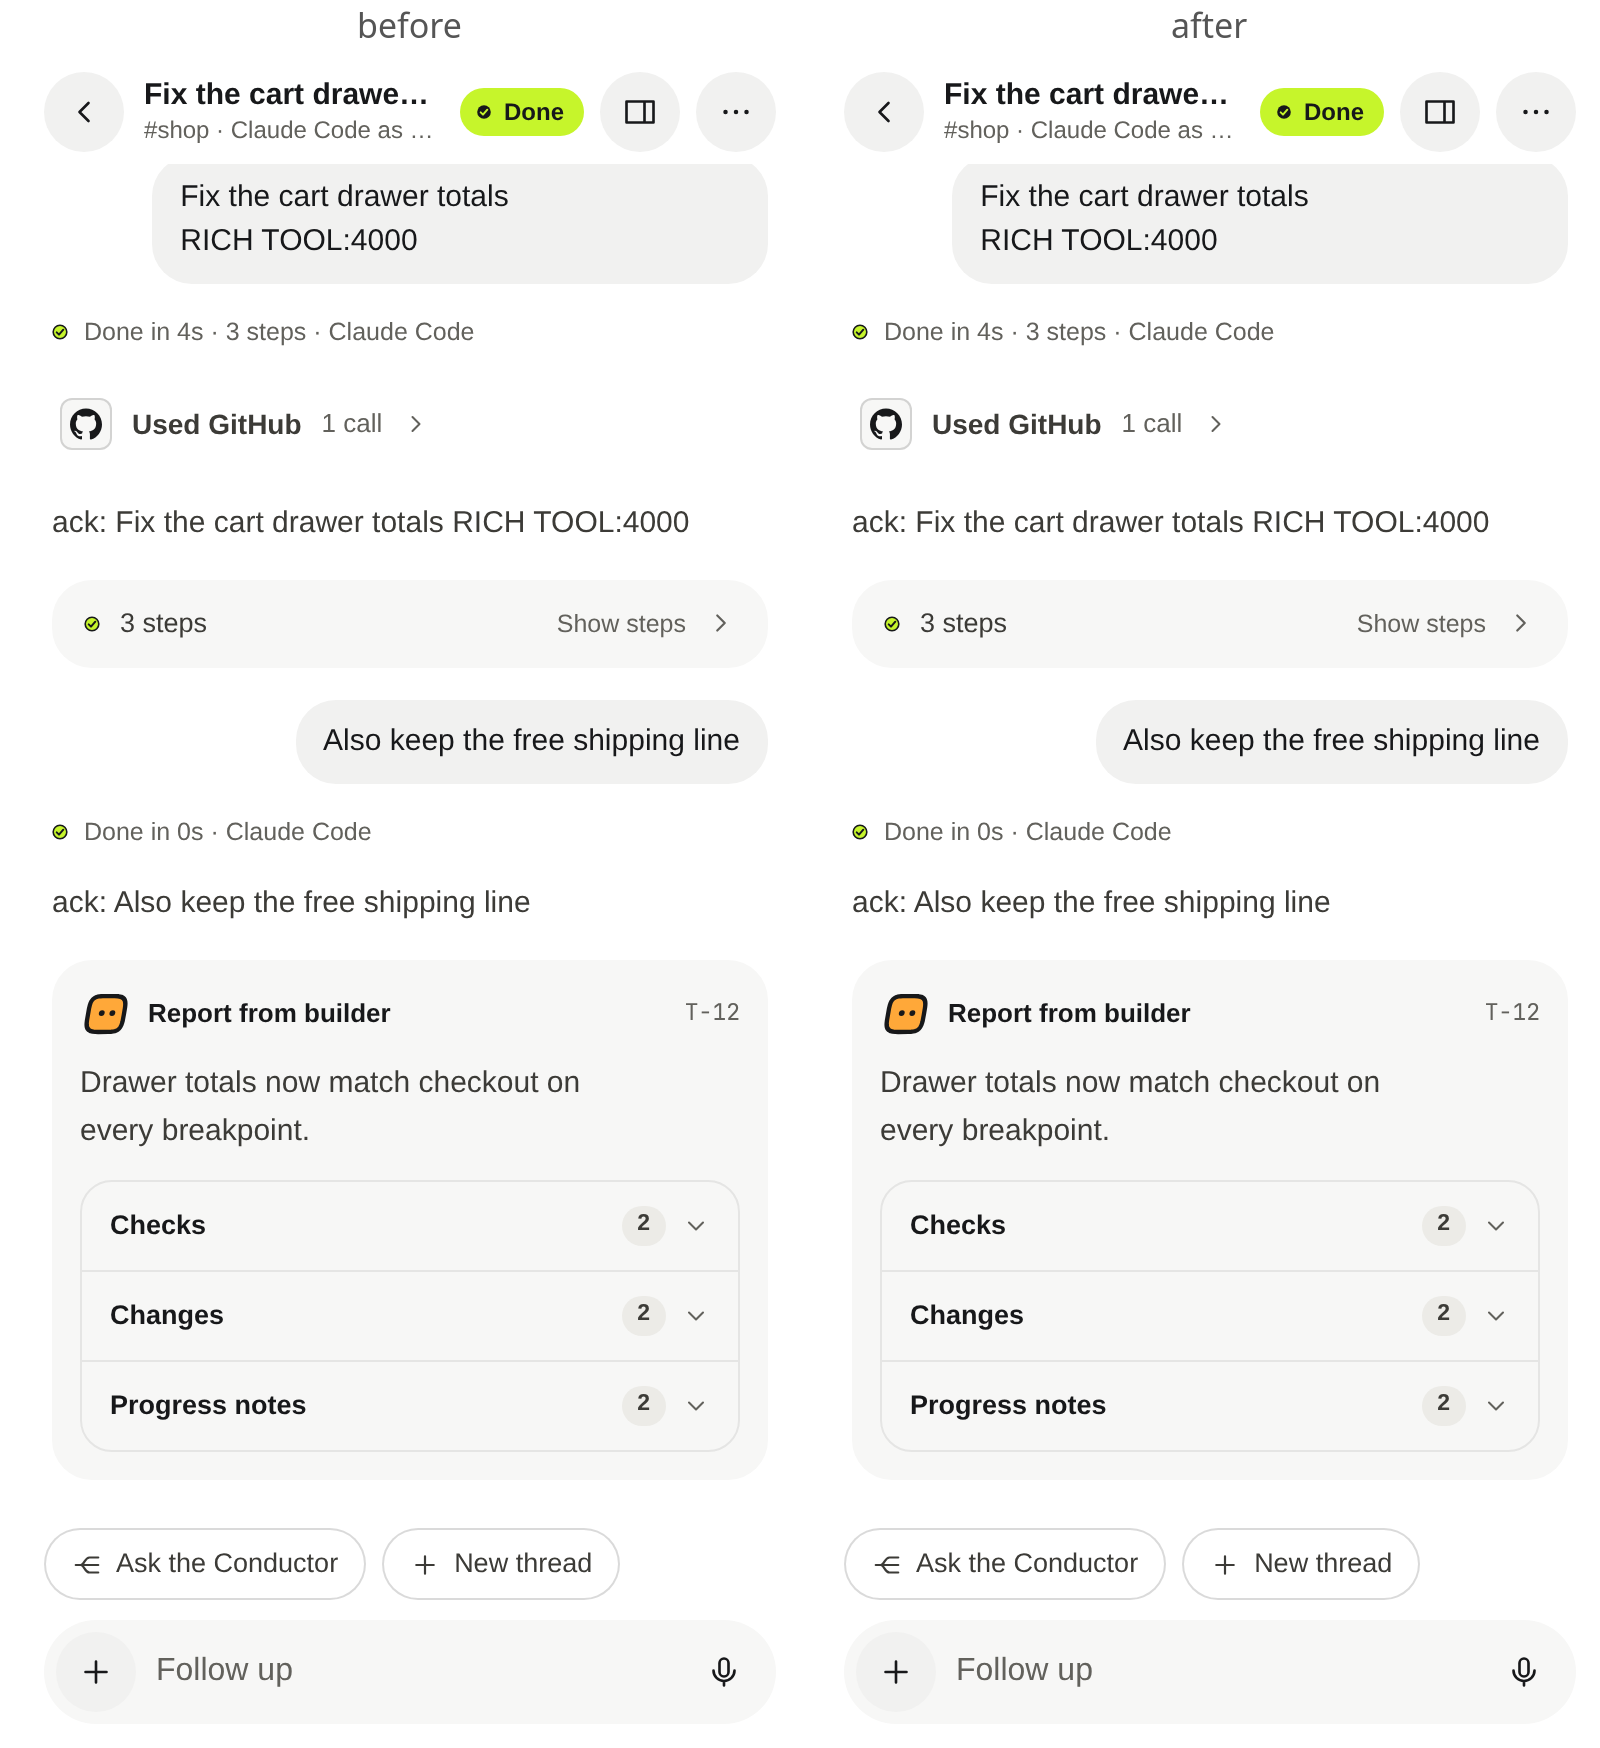 before
Fix the cart drawe...
#shop · Claude Code as ...
Done
Fix the cart drawer totals
RICH TOOL:4000
Done in 4s · 3 steps · Claude Code
Used GitHub 1 call
ack: Fix the cart drawer totals RICH TOOL:4000
3 steps Show steps
Also keep the free shipping line
Done in 0s · Claude Code
ack: Also keep the free shipping line
Report from builder T-12
Drawer totals now match checkout on
every breakpoint.
Checks 2
Changes 2
Progress notes 2
Ask the Conductor New thread
Follow up
after
Fix the cart drawe...
#shop · Claude Code as ...
Done
Fix the cart drawer totals
RICH TOOL:4000
Done in 4s · 3 steps · Claude Code
Used GitHub 1 call
ack: Fix the cart drawer totals RICH TOOL:4000
3 steps Show steps
Also keep the free shipping line
Done in 0s · Claude Code
ack: Also keep the free shipping line
Report from builder T-12
Drawer totals now match checkout on
every breakpoint.
Checks 2
Changes 2
Progress notes 2
Ask the Conductor New thread
Follow up